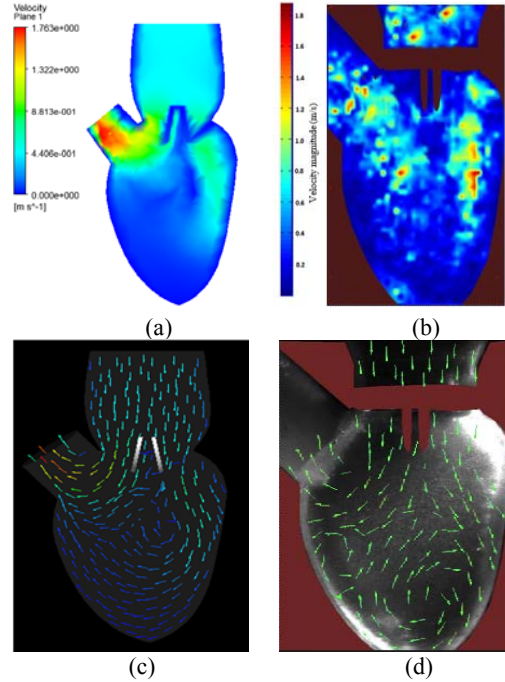 Velocity
Plane 1
1.763e+000
1.322e+000
8.813e-001
4.406e-001
0.000e+000
[m s^-1]
(a)
1.8
1.6
1.4
1.2
1
0.8
0.6
0.4
0.2
Velocity magnitude (m/s)
(b)
(c)
(d)